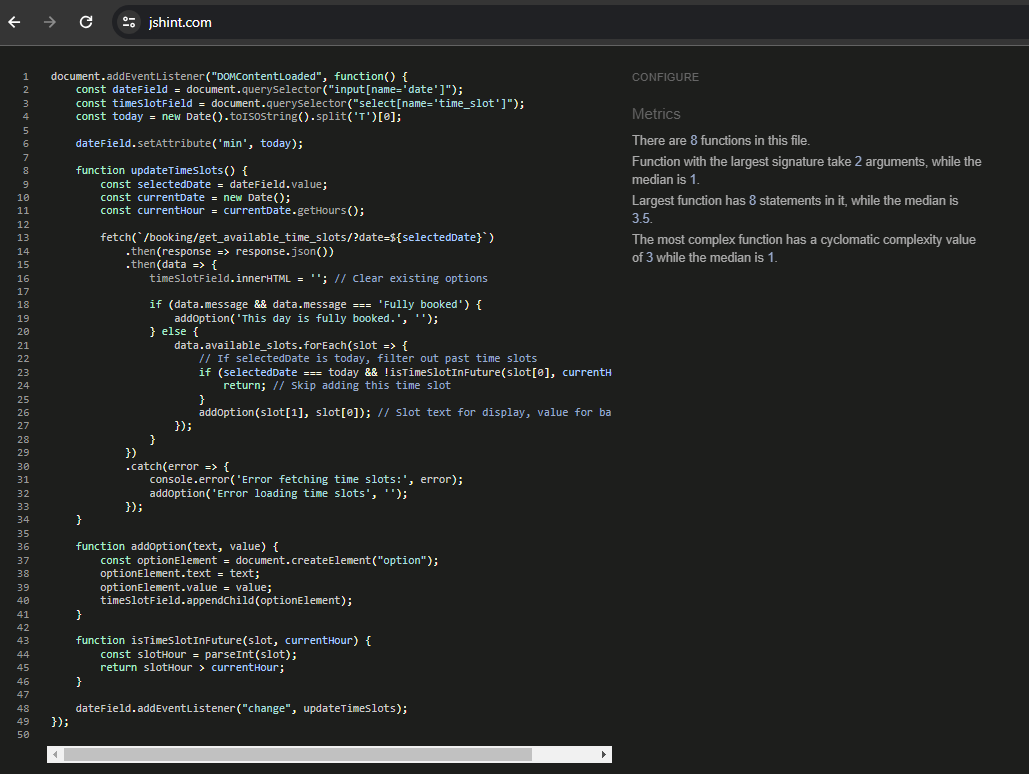 jshint.com
1 document.addEventListener("DOMContentLoaded", function() {
2     const dateField = document.querySelector("input[name='date']");
3     const timeSlotField = document.querySelector("select[name='time_slot']");
4     const today = new Date().toISOString().split('T')[0];
5
6     dateField.setAttribute('min', today);
7
8     function updateTimeSlots() {
9         const selectedDate = dateField.value;
10         const currentDate = new Date();
11         const currentHour = currentDate.getHours();
12
13         fetch(`/booking/get_available_time_slots/?date=${selectedDate}`)
14             .then(response => response.json())
15             .then(data => {
16                 timeSlotField.innerHTML = ''; // Clear existing options
17
18                 if (data.message && data.message === 'Fully booked') {
19                     addOption('This day is fully booked.', '');
20                 } else {
21                     data.available_slots.forEach(slot => {
22                         // If selectedDate is today, filter out past time slots
23                         if (selectedDate === today && !isTimeSlotInFuture(slot[0], currentH
24                             return; // Skip adding this time slot
25                         }
26                         addOption(slot[1], slot[0]); // Slot text for display, value for ba
27                     });
28                 }
29             })
30             .catch(error => {
31                 console.error('Error fetching time slots:', error);
32                 addOption('Error loading time slots', '');
33             });
34     }
35
36     function addOption(text, value) {
37         const optionElement = document.createElement("option");
38         optionElement.text = text;
39         optionElement.value = value;
40         timeSlotField.appendChild(optionElement);
41     }
42
43     function isTimeSlotInFuture(slot, currentHour) {
44         const slotHour = parseInt(slot);
45         return slotHour > currentHour;
46     }
47
48     dateField.addEventListener("change", updateTimeSlots);
49 });
50
CONFIGURE
Metrics
There are 8 functions in this file.
Function with the largest signature take 2 arguments, while the
median is 1.
Largest function has 8 statements in it, while the median is
3.5.
The most complex function has a cyclomatic complexity value
of 3 while the median is 1.